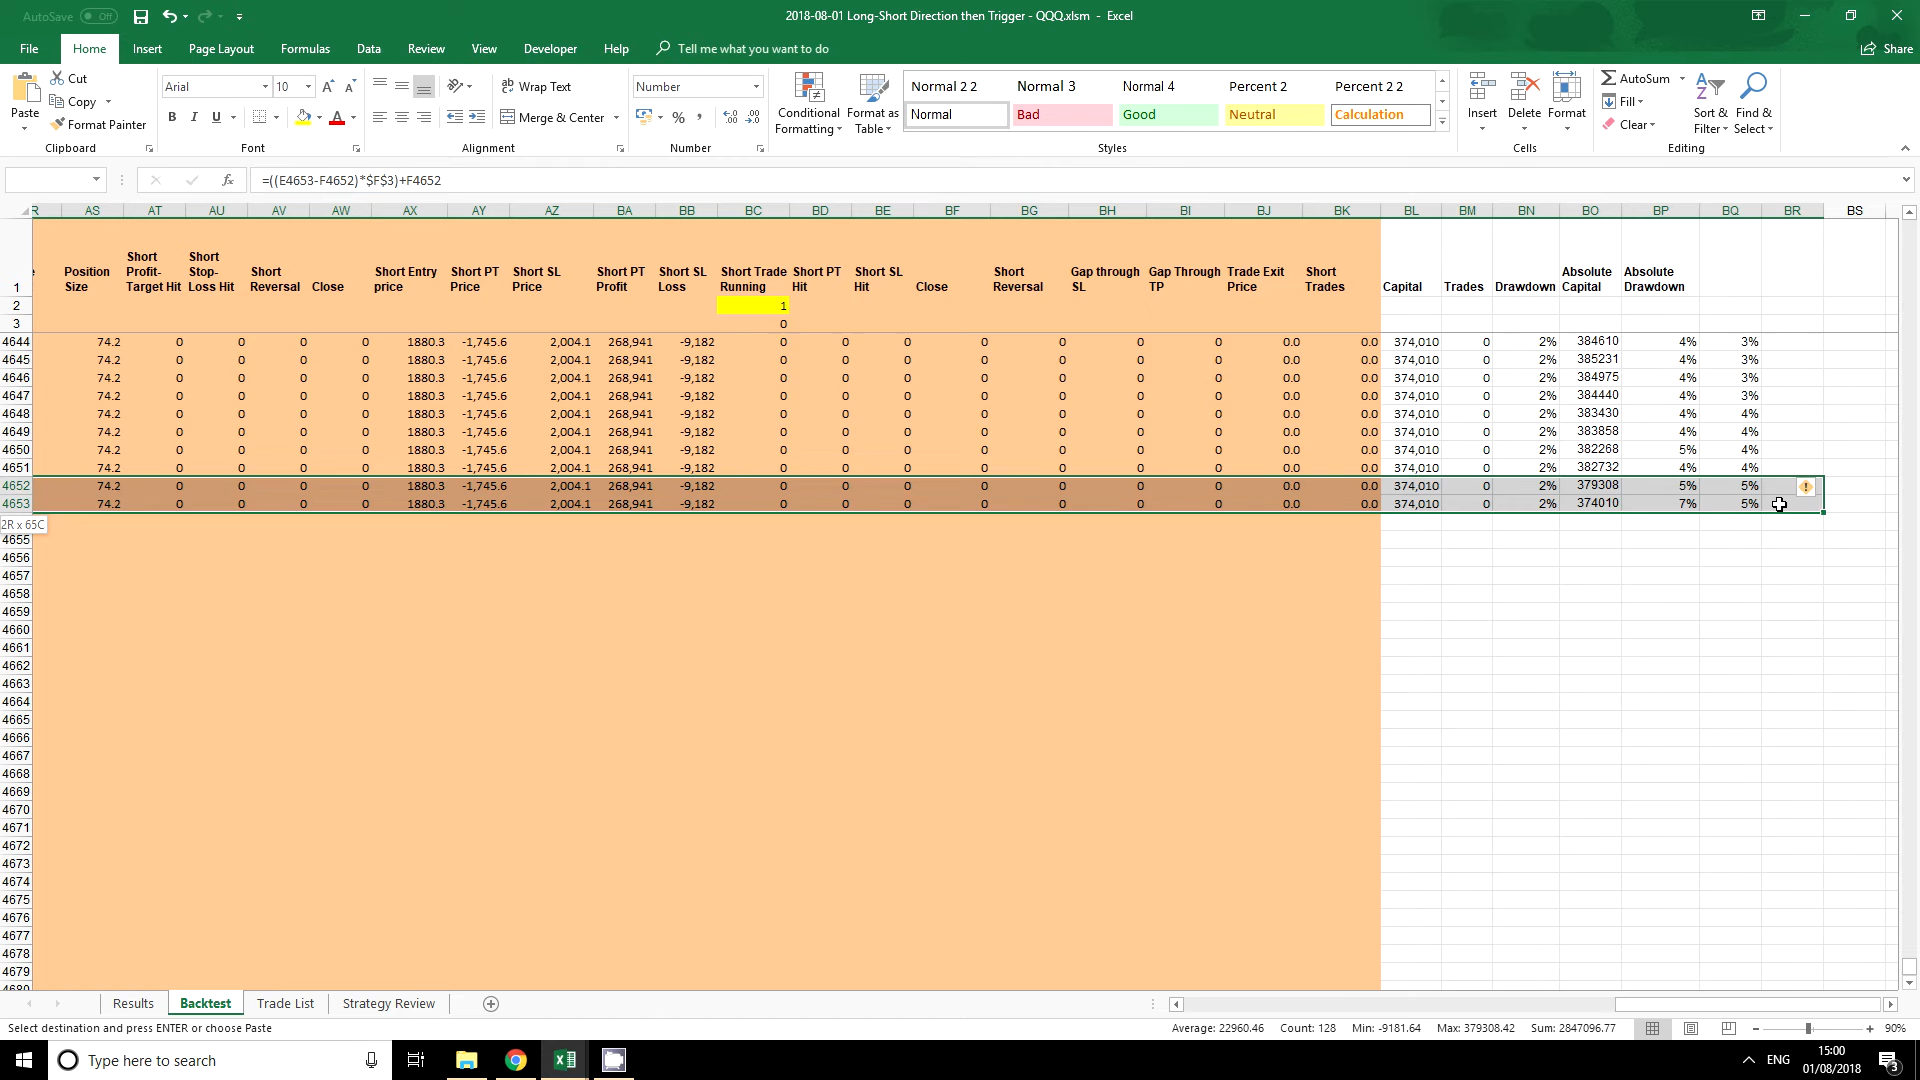 AutoSave Off 2018-08-01 Long-Short Direction then Trigger - QQQ.xlsm - Excel
File Home Insert Page Layout Formulas Data Review View Developer Help Tell me what you want to do Share
Paste Cut Copy Format Painter Clipboard
Arial 10 B I U A Font
Wrap Text Merge & Center Alignment
Number % , Number
Conditional Formatting Format as Table
Normal 2 2 Normal 3 Normal 4 Percent 2 Percent 2 2
Normal Bad Good Neutral Calculation
Styles
Insert Delete Format Cells
AutoSum Fill Clear Sort & Filter Find & Select Editing
fx =((E4653-F4652)*$F$3)+F4652
R AS AT AU AV AW AX AY AZ BA BB BC BD BE BF BG BH BI BJ BK BL BM BN BO BP BQ BR BS
1 Position Size Short Profit-Target Hit Short Stop-Loss Hit Short Reversal Close Short Entry price Short PT Price Short SL Price Short PT Profit Short SL Loss Short Trade Running Short PT Hit Short SL Hit Close Short Reversal Gap through SL Gap Through TP Trade Exit Price Short Trades Capital Trades Drawdown Absolute Capital Absolute Drawdown
2 1
3 0
4644 74.2 0 0 0 0 1880.3 -1,745.6 2,004.1 268,941 -9,182 0 0 0 0 0 0 0 0.0 0.0 374,010 0 2% 384610 4% 3%
4645 74.2 0 0 0 0 1880.3 -1,745.6 2,004.1 268,941 -9,182 0 0 0 0 0 0 0 0.0 0.0 374,010 0 2% 385231 4% 3%
4646 74.2 0 0 0 0 1880.3 -1,745.6 2,004.1 268,941 -9,182 0 0 0 0 0 0 0 0.0 0.0 374,010 0 2% 384975 4% 3%
4647 74.2 0 0 0 0 1880.3 -1,745.6 2,004.1 268,941 -9,182 0 0 0 0 0 0 0 0.0 0.0 374,010 0 2% 384440 4% 3%
4648 74.2 0 0 0 0 1880.3 -1,745.6 2,004.1 268,941 -9,182 0 0 0 0 0 0 0 0.0 0.0 374,010 0 2% 383430 4% 4%
4649 74.2 0 0 0 0 1880.3 -1,745.6 2,004.1 268,941 -9,182 0 0 0 0 0 0 0 0.0 0.0 374,010 0 2% 383858 4% 4%
4650 74.2 0 0 0 0 1880.3 -1,745.6 2,004.1 268,941 -9,182 0 0 0 0 0 0 0 0.0 0.0 374,010 0 2% 382268 5% 4%
4651 74.2 0 0 0 0 1880.3 -1,745.6 2,004.1 268,941 -9,182 0 0 0 0 0 0 0 0.0 0.0 374,010 0 2% 382732 4% 4%
4652 74.2 0 0 0 0 1880.3 -1,745.6 2,004.1 268,941 -9,182 0 0 0 0 0 0 0 0.0 0.0 374,010 0 2% 379308 5% 5%
4653 74.2 0 0 0 0 1880.3 -1,745.6 2,004.1 268,941 -9,182 0 0 0 0 0 0 0 0.0 0.0 374,010 0 2% 374010 7% 5%
2R x 65C
4655
4656
4657
4658
4659
4660
4661
4662
4663
4664
4665
4666
4667
4668
4669
4670
4671
4672
4673
4674
4675
4676
4677
4678
4679
4680
Results Backtest Trade List Strategy Review
Select destination and press ENTER or choose Paste Average: 22960.46 Count: 128 Min: -9181.64 Max: 379308.42 Sum: 2847096.77 90%
Type here to search ENG 15:00
01/08/2018 3